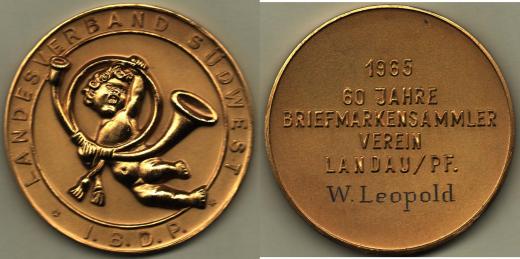 LANDESVERBAND SÜDWEST
I.B.D.P.
1965
60 JAHRE
BRIEFMARKENSAMMLER
VEREIN
LANDAU/PF.
W. Leopold